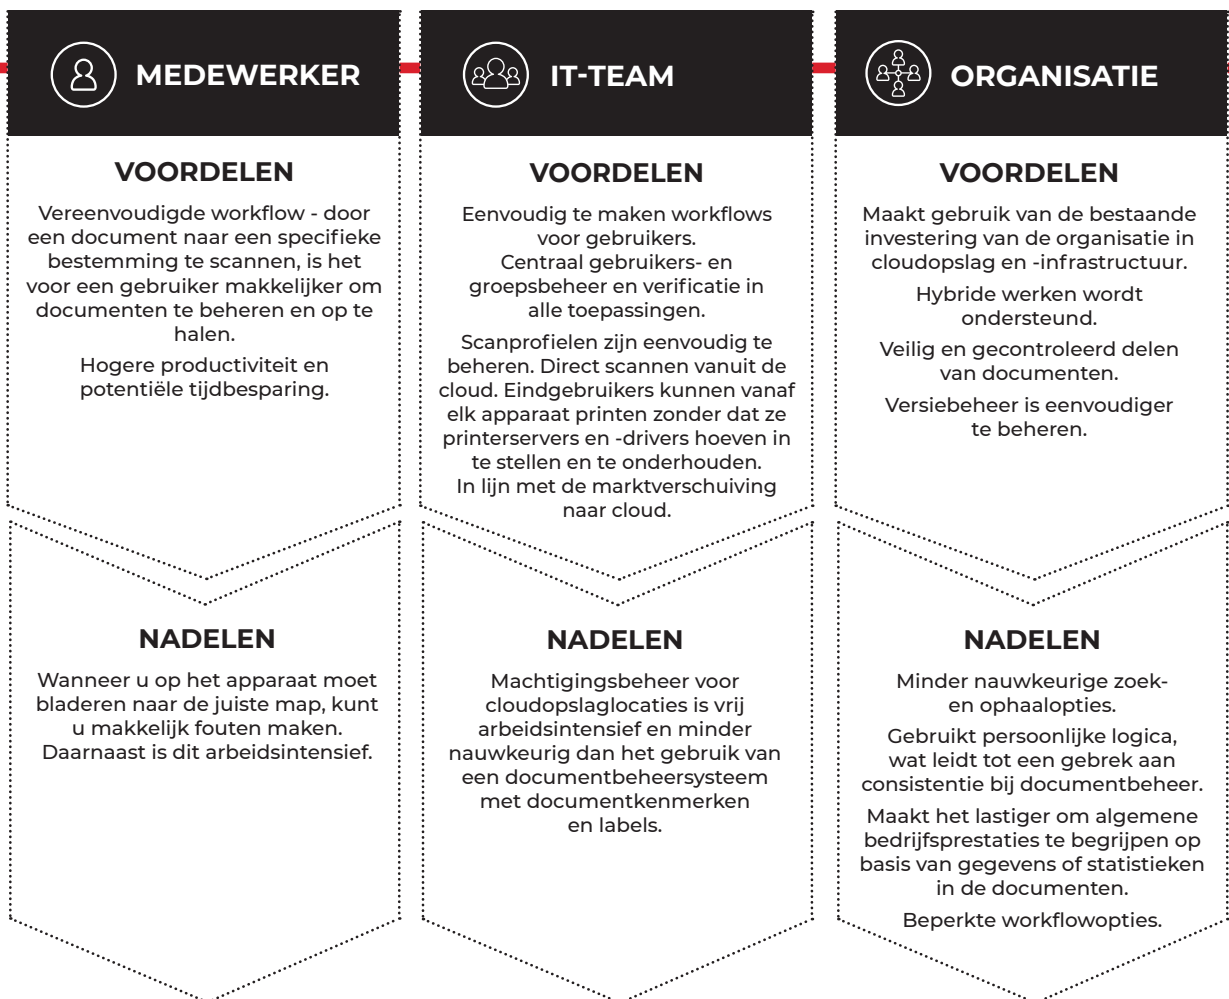 MEDEWERKER
VOORDELEN
Vereenvoudigde workflow - door
een document naar een specifieke
bestemming te scannen, is het
voor een gebruiker makkelijker om
documenten te beheren en op te
halen.
Hogere productiviteit en
potentiële tijdbesparing.
NADELEN
Wanneer u op het apparaat moet
bladeren naar de juiste map, kunt
u makkelijk fouten maken.
Daarnaast is dit arbeidsintensief.
IT-TEAM
VOORDELEN
Eenvoudig te maken workflows
voor gebruikers.
Centraal gebruikers- en
groepsbeheer en verificatie in
alle toepassingen.
Scanprofielen zijn eenvoudig te
beheren. Direct scannen vanuit de
cloud. Eindgebruikers kunnen vanaf
elk apparaat printen zonder dat ze
printerservers en -drivers hoeven in
te stellen en te onderhouden.
In lijn met de marktverschuiving
naar cloud.
NADELEN
Machtigingsbeheer voor
cloudopslaglocaties is vrij
arbeidsintensief en minder
nauwkeurig dan het gebruik van
een documentbeheersysteem
met documentkenmerken
en labels.
ORGANISATIE
VOORDELEN
Maakt gebruik van de bestaande
investering van de organisatie in
cloudopslag en -infrastructuur.
Hybride werken wordt
ondersteund.
Veilig en gecontroleerd delen
van documenten.
Versiebeheer is eenvoudiger
te beheren.
NADELEN
Minder nauwkeurige zoek-
en ophaalopties.
Gebruikt persoonlijke logica,
wat leidt tot een gebrek aan
consistentie bij documentbeheer.
Maakt het lastiger om algemene
bedrijfsprestaties te begrijpen op
basis van gegevens of statistieken
in de documenten.
Beperkte workflowopties.